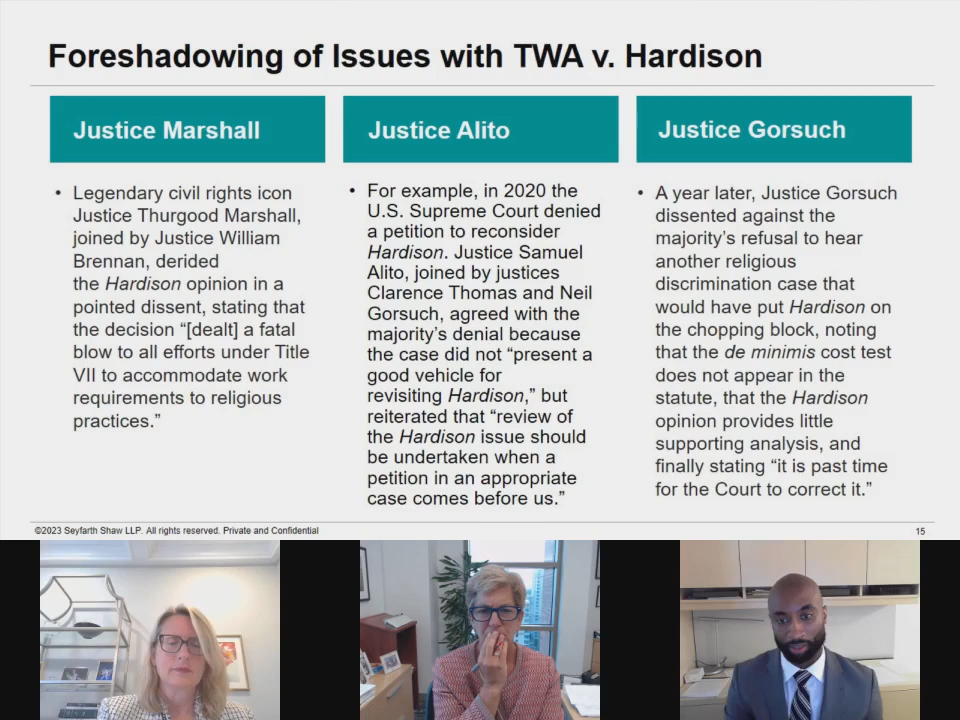 Foreshadowing of Issues with TWA v. Hardison
Justice Marshall
• Legendary civil rights icon
Justice Thurgood Marshall,
joined by Justice William
Brennan, derided
the Hardison opinion in a
pointed dissent, stating that
the decision “[dealt] a fatal
blow to all efforts under Title
VII to accommodate work
requirements to religious
practices.”
Justice Alito
• For example, in 2020 the
U.S. Supreme Court denied
a petition to reconsider
Hardison. Justice Samuel
Alito, joined by justices
Clarence Thomas and Neil
Gorsuch, agreed with the
majority’s denial because
the case did not “present a
good vehicle for
revisiting Hardison,” but
reiterated that “review of
the Hardison issue should
be undertaken when a
petition in an appropriate
case comes before us.”
Justice Gorsuch
• A year later, Justice Gorsuch
dissented against the
majority’s refusal to hear
another religious
discrimination case that
would have put Hardison on
the chopping block, noting
that the de minimis cost test
does not appear in the
statute, that the Hardison
opinion provides little
supporting analysis, and
finally stating “it is past time
for the Court to correct it.”
©2023 Seyfarth Shaw LLP. All rights reserved. Private and Confidential
15